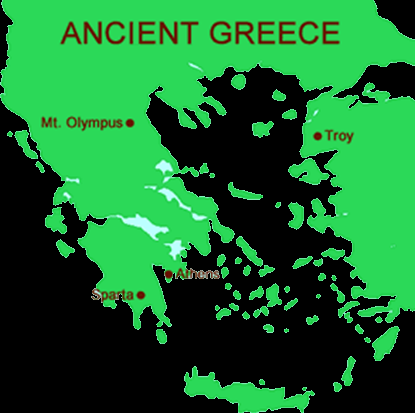 ANCIENT GREECE
Mt. Olympus
Troy
Athens
Sparta